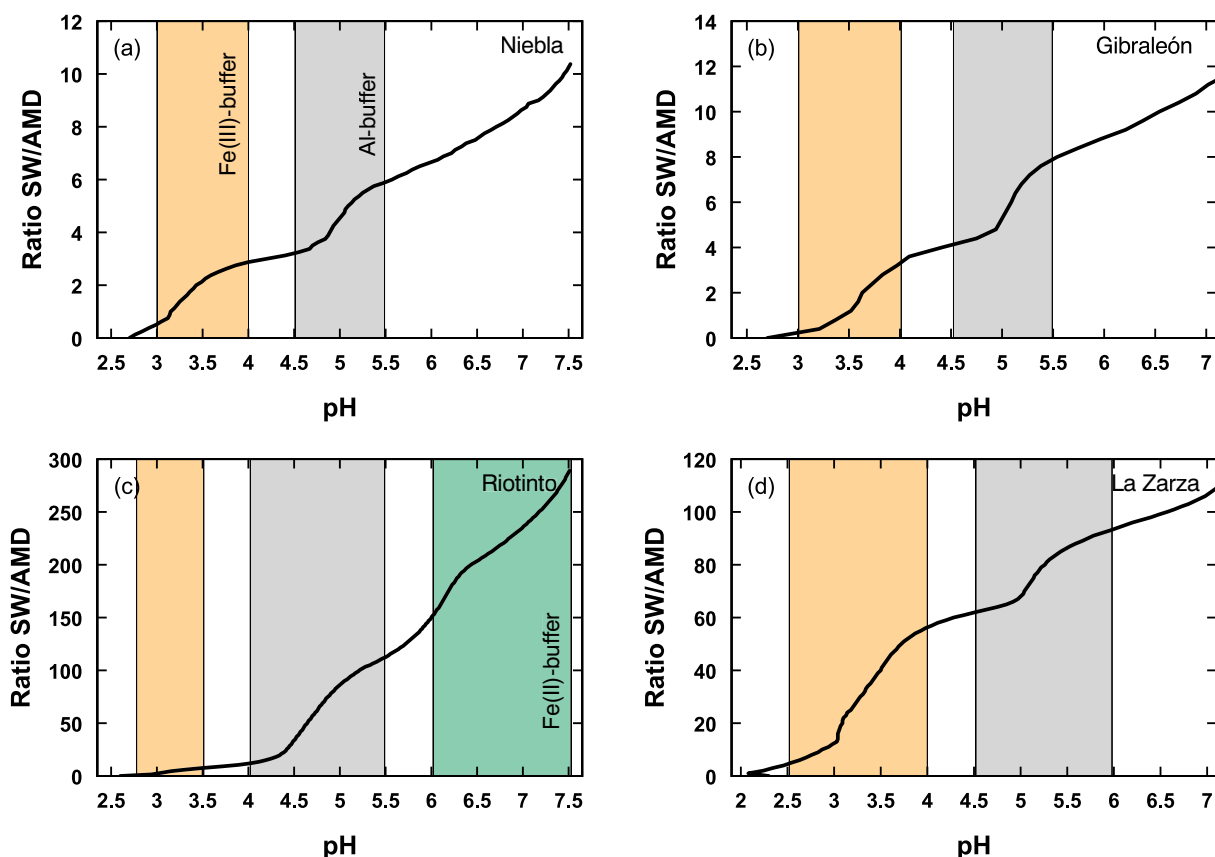 (a)
Niebla
Fe(III)-buffer
Al-buffer
Ratio SW/AMD
12
10
8
6
4
2
0
2.5 3 3.5 4 4.5 5 5.5 6 6.5 7 7.5
pH
(b)
Gibraleón
Ratio SW/AMD
14
12
10
8
6
4
2
0
2.5 3 3.5 4 4.5 5 5.5 6 6.5 7
pH
(c)
Riotinto
Fe(II)-buffer
Ratio SW/AMD
300
250
200
150
100
50
0
2.5 3 3.5 4 4.5 5 5.5 6 6.5 7 7.5
pH
(d)
La Zarza
Ratio SW/AMD
120
100
80
60
40
20
0
2 2.5 3 3.5 4 4.5 5 5.5 6 6.5 7
pH